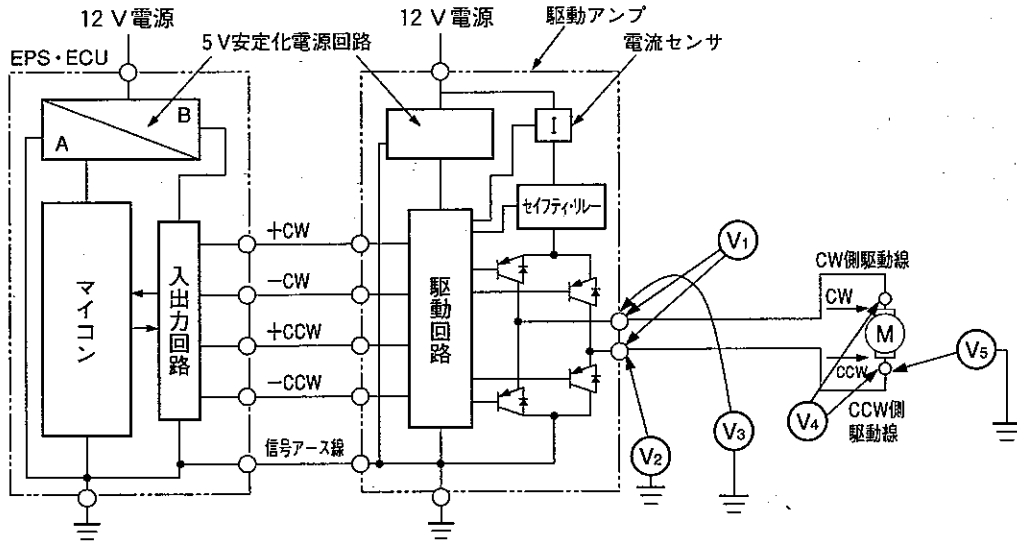 12 V電源
12 V電源
駆動アンプ
5V安定化電源回路
電流センサ
EPS・ECU
B
A
I
セイフティ・リレー
マイコン
入出力回路
+CW
−CW
+CCW
−CCW
信号アース線
駆動回路
V1
CW側駆動線
CW
M
CCW
V5
V4
CCW側
駆動線
V3
V2